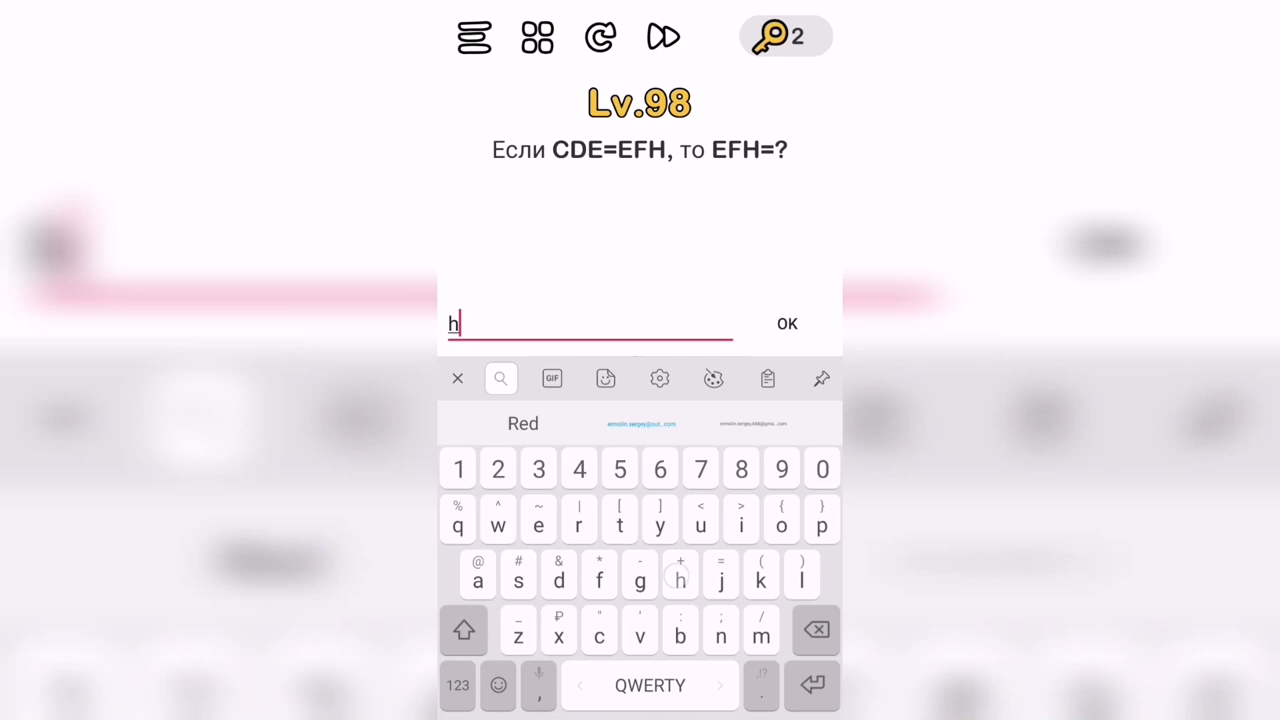 2
Lv.98
Если CDE=EFH, то EFH=?
h
OK
GIF
Red
1 2 3 4 5 6 7 8 9 0
% ^ ~ | [ ] < > { }
q w e r t y u i o p
@ # & * - + = ( )
a s d f g h j k l
_ ₽ " ' : ; /
z x c v b n m
,!?
123 , QWERTY .